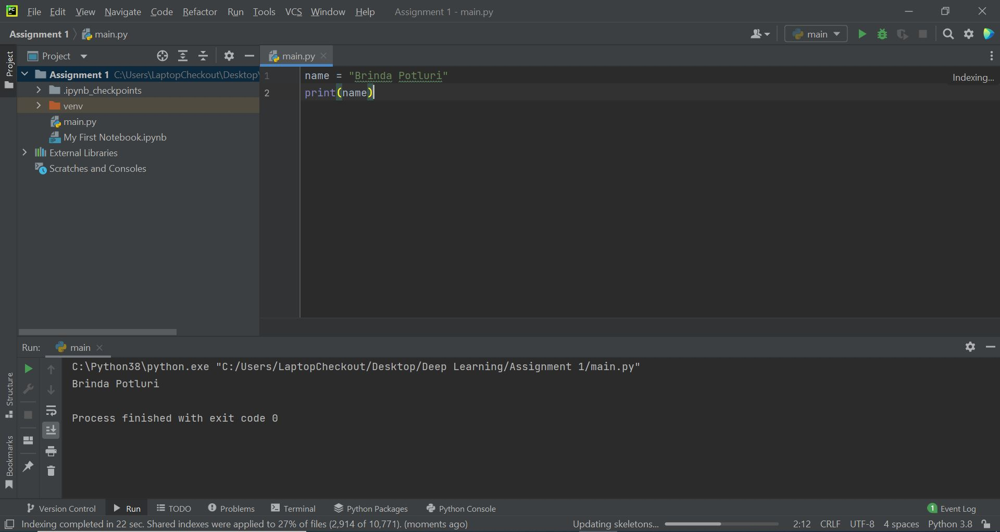 PC File Edit View Navigate Code Refactor Run Tools VCS Window Help Assignment 1 - main.py
Assignment 1 main.py main
Project main.py
Project
Assignment 1 C:\Users\LaptopCheckout\Desktop\
.ipynb_checkpoints
venv
main.py
My First Notebook.ipynb
External Libraries
Scratches and Consoles
1 name = "Brinda Potluri"
2 print(name)
Indexing...
Run: main
C:\Python38\python.exe "C:/Users/LaptopCheckout/Desktop/Deep Learning/Assignment 1/main.py"
Brinda Potluri
Process finished with exit code 0
Structure
Bookmarks
Version Control Run TODO Problems Terminal Python Packages Python Console 1 Event Log
Indexing completed in 22 sec. Shared indexes were applied to 27% of files (2,914 of 10,771). (moments ago) Updating skeletons... 2:12 CRLF UTF-8 4 spaces Python 3.8